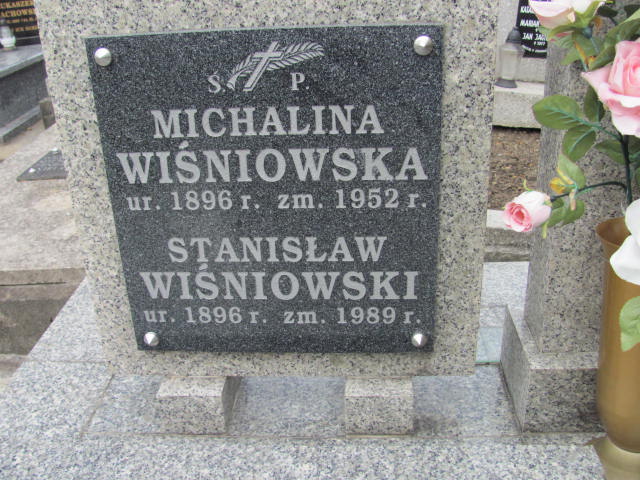 Ś. P.
MICHALINA
WIŚNIOWSKA
ur. 1896 r. zm. 1952 r.
STANISŁAW
WIŚNIOWSKI
ur. 1896 r. zm. 1989 r.